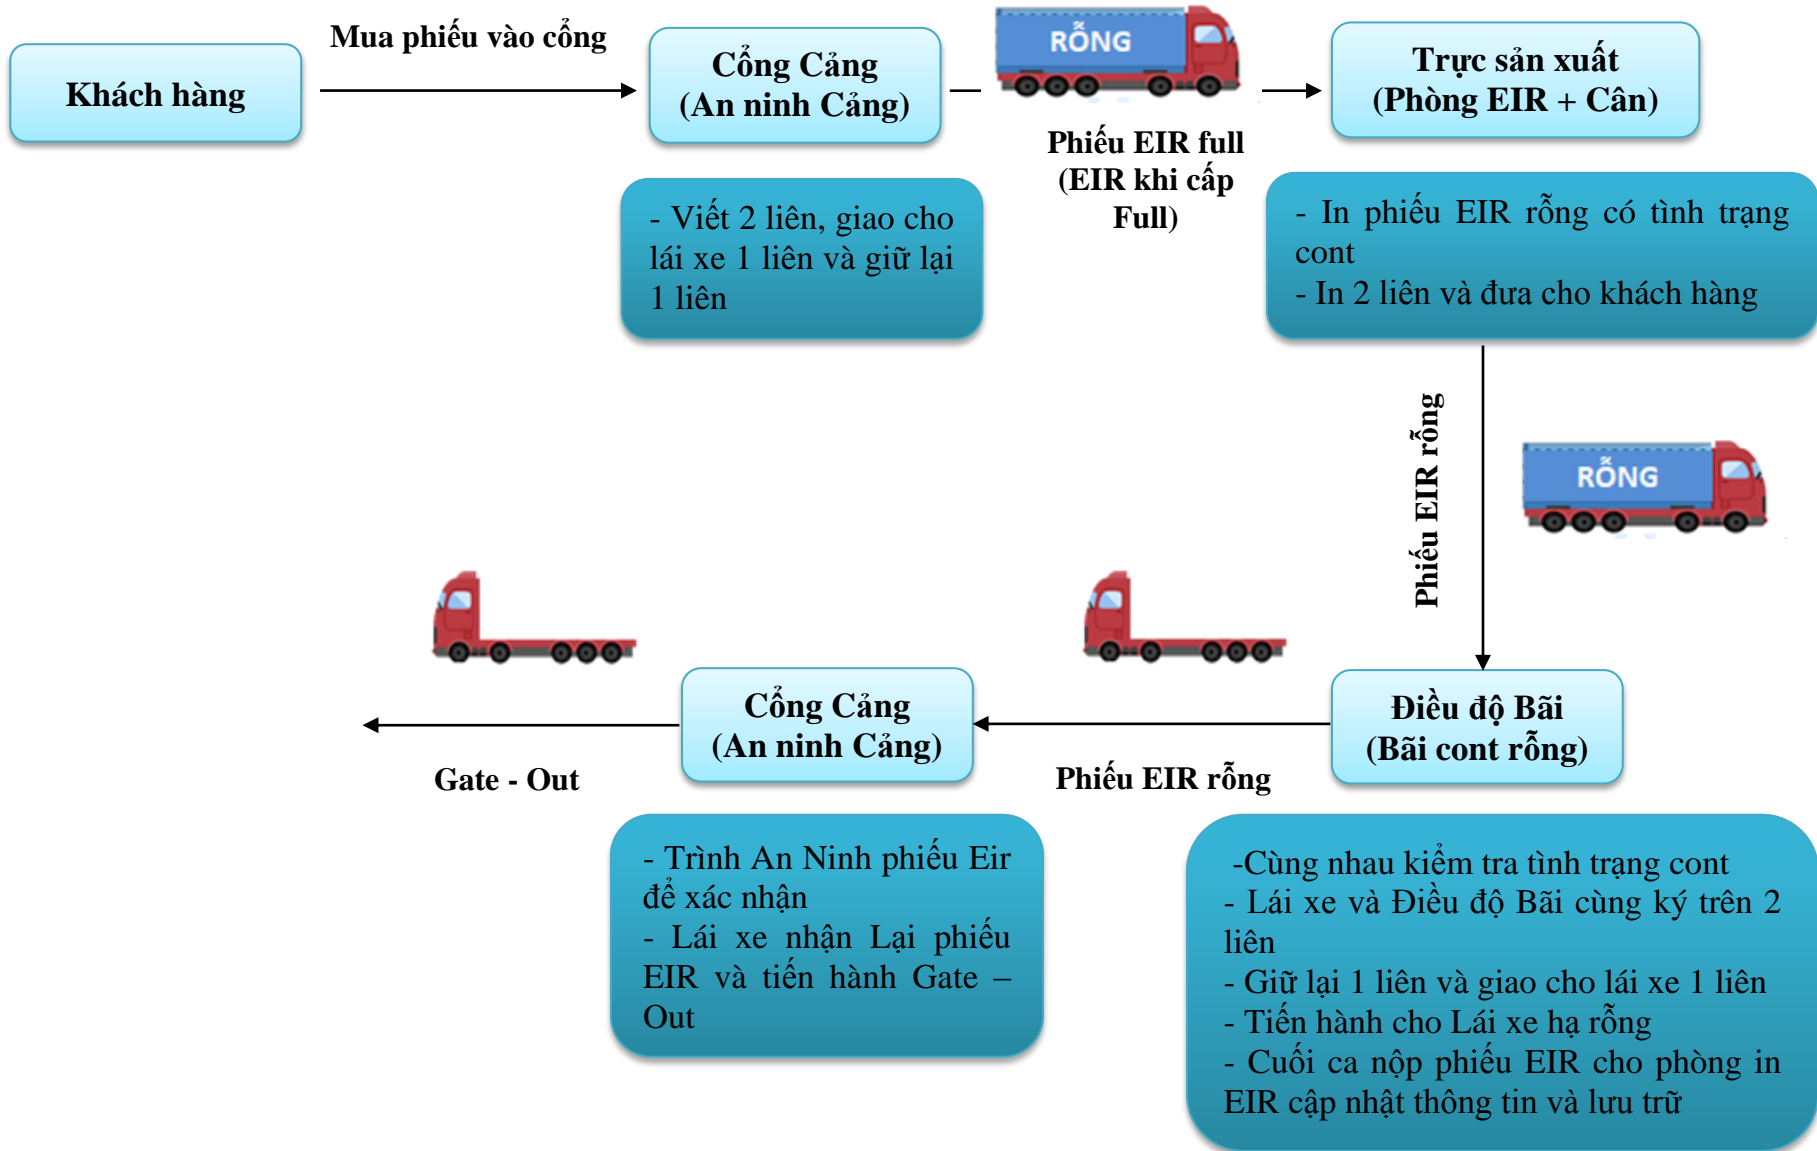 Khách hàng
Mua phiếu vào cổng
Cổng Cảng
(An ninh Cảng)
RỖNG
Phiếu EIR full
(EIR khi cấp
Full)
Trực sản xuất
(Phòng EIR + Cân)
- Viết 2 liên, giao cho
lái xe 1 liên và giữ lại
1 liên
- In phiếu EIR rỗng có tình trạng
cont
- In 2 liên và đưa cho khách hàng
Phiếu EIR rỗng
RỖNG
Điều độ Bãi
(Bãi cont rỗng)
Phiếu EIR rỗng
Cổng Cảng
(An ninh Cảng)
Gate - Out
-Cùng nhau kiểm tra tình trạng cont
- Lái xe và Điều độ Bãi cùng ký trên 2
liên
- Giữ lại 1 liên và giao cho lái xe 1 liên
- Tiến hành cho Lái xe hạ rỗng
- Cuối ca nộp phiếu EIR cho phòng in
EIR cập nhật thông tin và lưu trữ
- Trình An Ninh phiếu Eir
để xác nhận
- Lái xe nhận Lại phiếu
EIR và tiến hành Gate –
Out